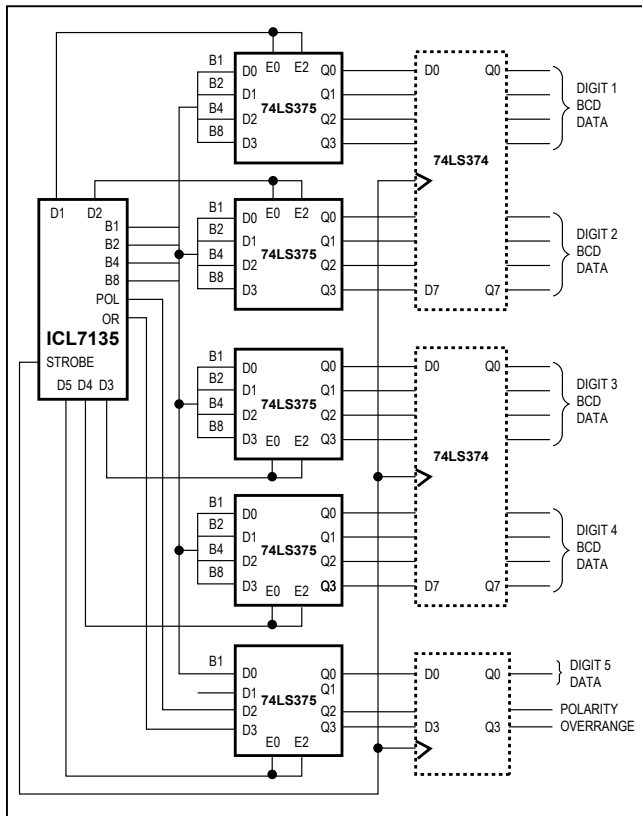 B1
B2
B4
B8
D0
D1
D2
D3
E0 E2
74LS375
Q0
Q1
Q2
Q3
D0
Q0
74LS374
DIGIT 1
BCD
DATA
B1
B2
B4
B8
D0
D1
D2
D3
E0 E2
74LS375
Q0
Q1
Q2
Q3
D7
Q7
DIGIT 2
BCD
DATA
D1 D2
B1
B2
B4
B8
POL
OR
ICL7135
STROBE
D5 D4 D3
B1
B2
B4
B8
D0
D1
D2
D3
74LS375
E0 E2
Q0
Q1
Q2
Q3
D0
Q0
74LS374
DIGIT 3
BCD
DATA
B1
B2
B4
B8
D0
D1
D2
D3
74LS375
E0 E2
Q0
Q1
Q2
Q3
D7
Q7
DIGIT 4
BCD
DATA
B1
D0
D1
D2
D3
74LS375
E0 E2
Q0
Q1
Q2
Q3
D0
D3
Q0
Q3
DIGIT 5
DATA
POLARITY
OVERRANGE